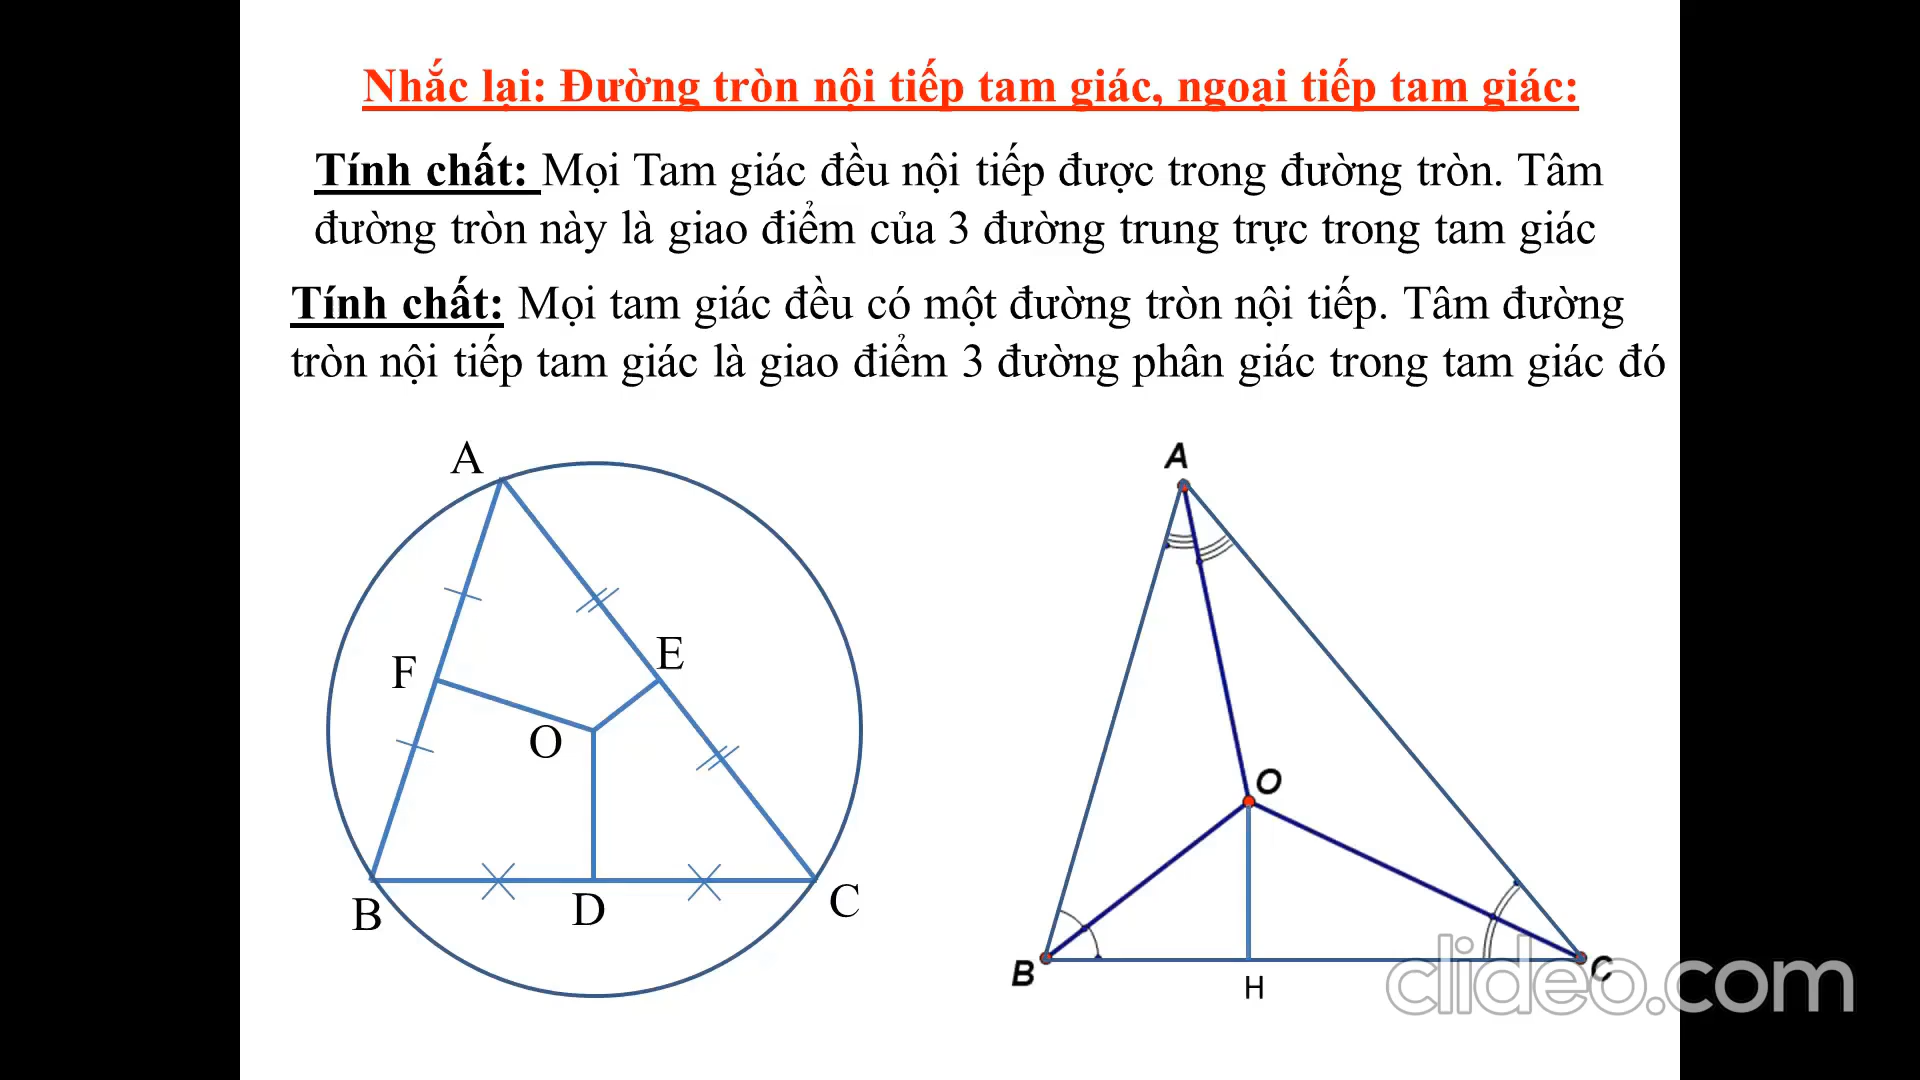 Nhắc lại: Đường tròn nội tiếp tam giác, ngoại tiếp tam giác:
Tính chất: Mọi Tam giác đều nội tiếp được trong đường tròn. Tâm
đường tròn này là giao điểm của 3 đường trung trực trong tam giác
Tính chất: Mọi tam giác đều có một đường tròn nội tiếp. Tâm đường
tròn nội tiếp tam giác là giao điểm 3 đường phân giác trong tam giác đó
A
F
E
O
B
D
C
A
O
B
H
C
clideo.com